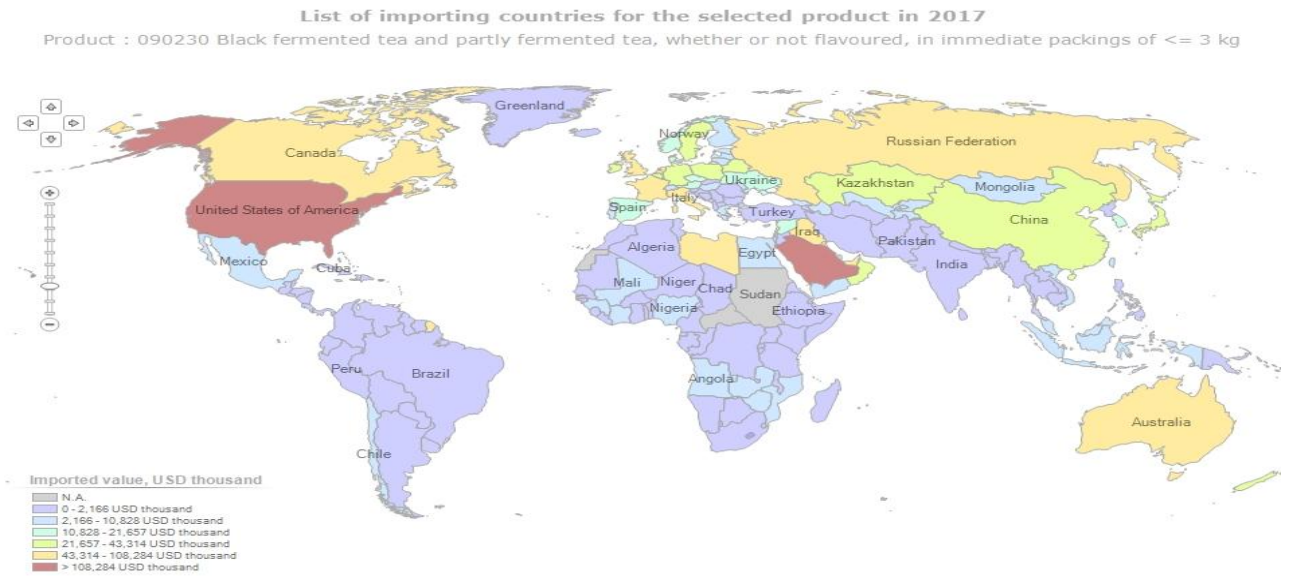 List of importing countries for the selected product in 2017
Product : 090230 Black fermented tea and partly fermented tea, whether or not flavoured, in immediate packings of <= 3 kg
Greenland
Norway
Canada
Russian Federation
Ukraine
Kazakhstan
Mongolia
Italy
United States of America
Spain
Turkey
China
Iraq
Algeria
Pakistan
Mexico
Egypt
India
Cuba
Mali
Niger
Chad
Sudan
Nigeria
Ethiopia
Peru
Brazil
Angola
Australia
Chile
Imported value, USD thousand
N.A.
0 - 2,166 USD thousand
2,166 - 10,828 USD thousand
10,828 - 21,657 USD thousand
21,657 - 43,314 USD thousand
43,314 - 108,284 USD thousand
> 108,284 USD thousand